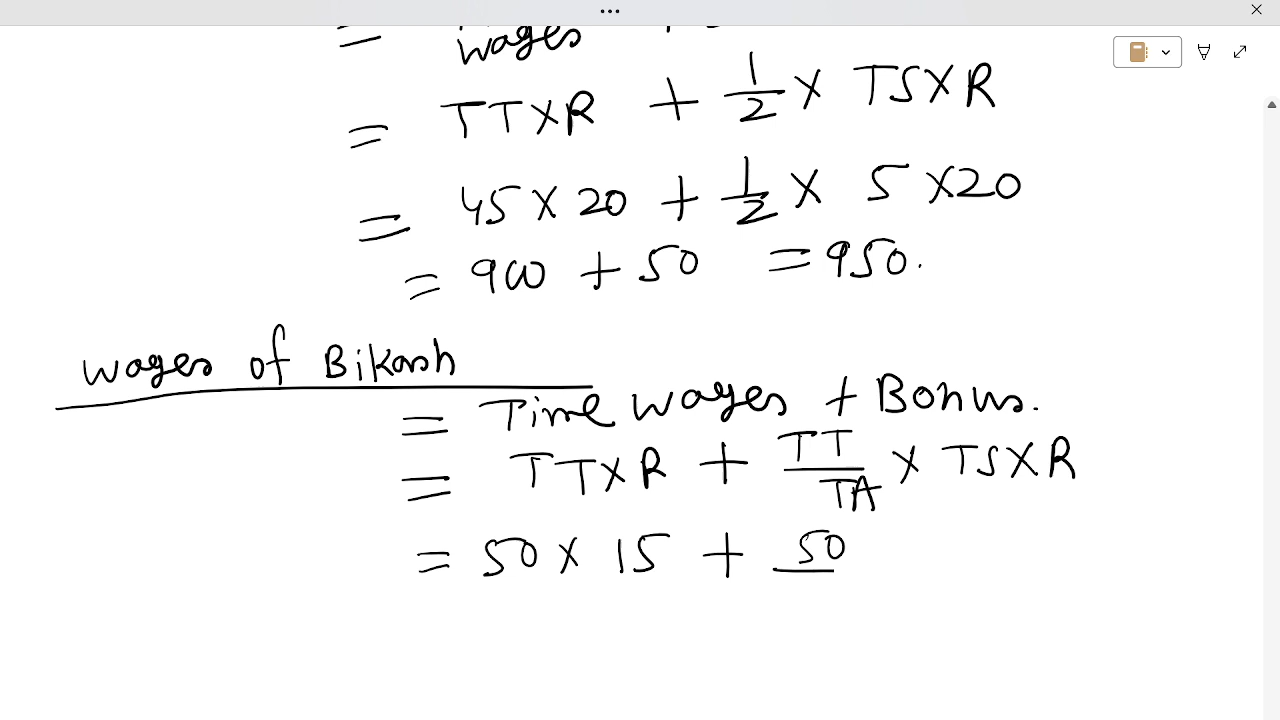 = wages
= TT×R + 1/2 × TS×R
= 45×20 + 1/2 × 5×20
= 900 + 50 = 950.
wages of Bikash
= Time wages + Bonus.
= TT×R + TT/TA × TS×R
= 50 × 15 + 50/